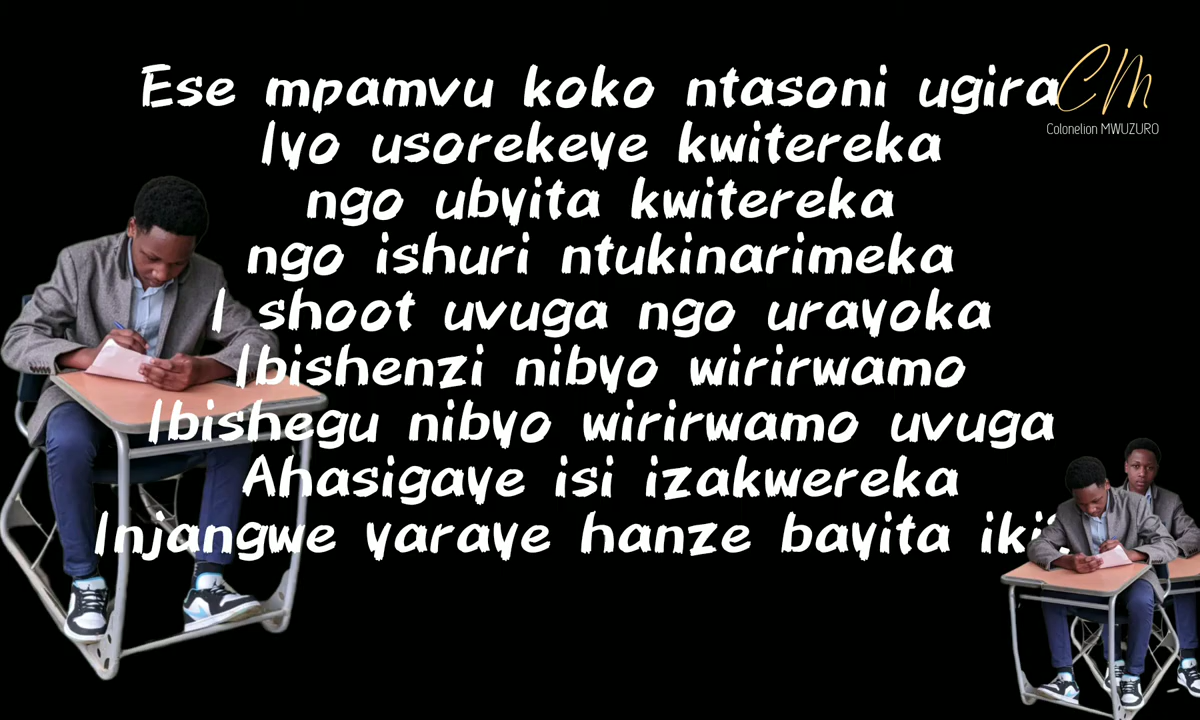 Ese mpamvu koko ntasoni ugira
Iyo usorekeye kwitereka
ngo ubyita kwitereka
ngo ishuri ntukinarimeka
I shoot uvuga ngo urayoka
Ibishenzi nibyo wirirwamo
Ibishegu nibyo wirirwamo uvuga
Ahasigaye isi izakwereka
Injangwe yaraye hanze bayita iki?
CM
Colonelion MWUZURO